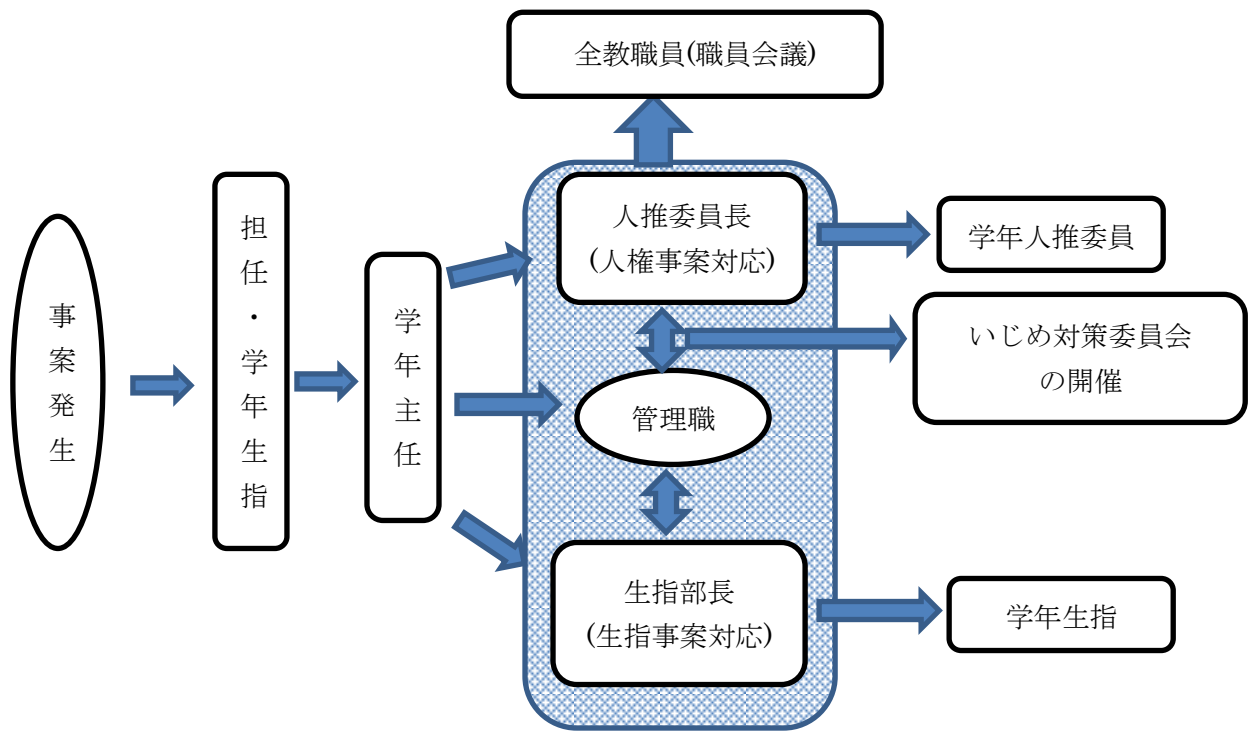 全教職員(職員会議)
事案発生
担任・学年生指
学年主任
人推委員長
(人権事案対応)
学年人推委員
いじめ対策委員会
の開催
管理職
生指部長
(生指事案対応)
学年生指